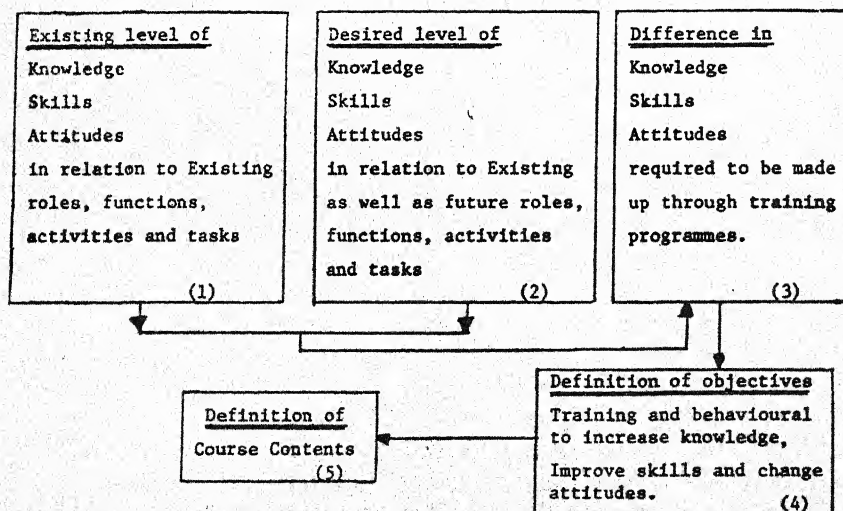 Existing level of
Knowledge
Skills
Attitudes
in relation to Existing
roles, functions,
activities and tasks
(1)
Desired level of
Knowledge
Skills
Attitudes
in relation to Existing
as well as future roles,
functions, activities
and tasks
(2)
Difference in
Knowledge
Skills
Attitudes
required to be made
up through training
programmes.
(3)
Definition of objectives
Training and behavioural
to increase knowledge,
Improve skills and change
attitudes.
(4)
Definition of
Course Contents
(5)